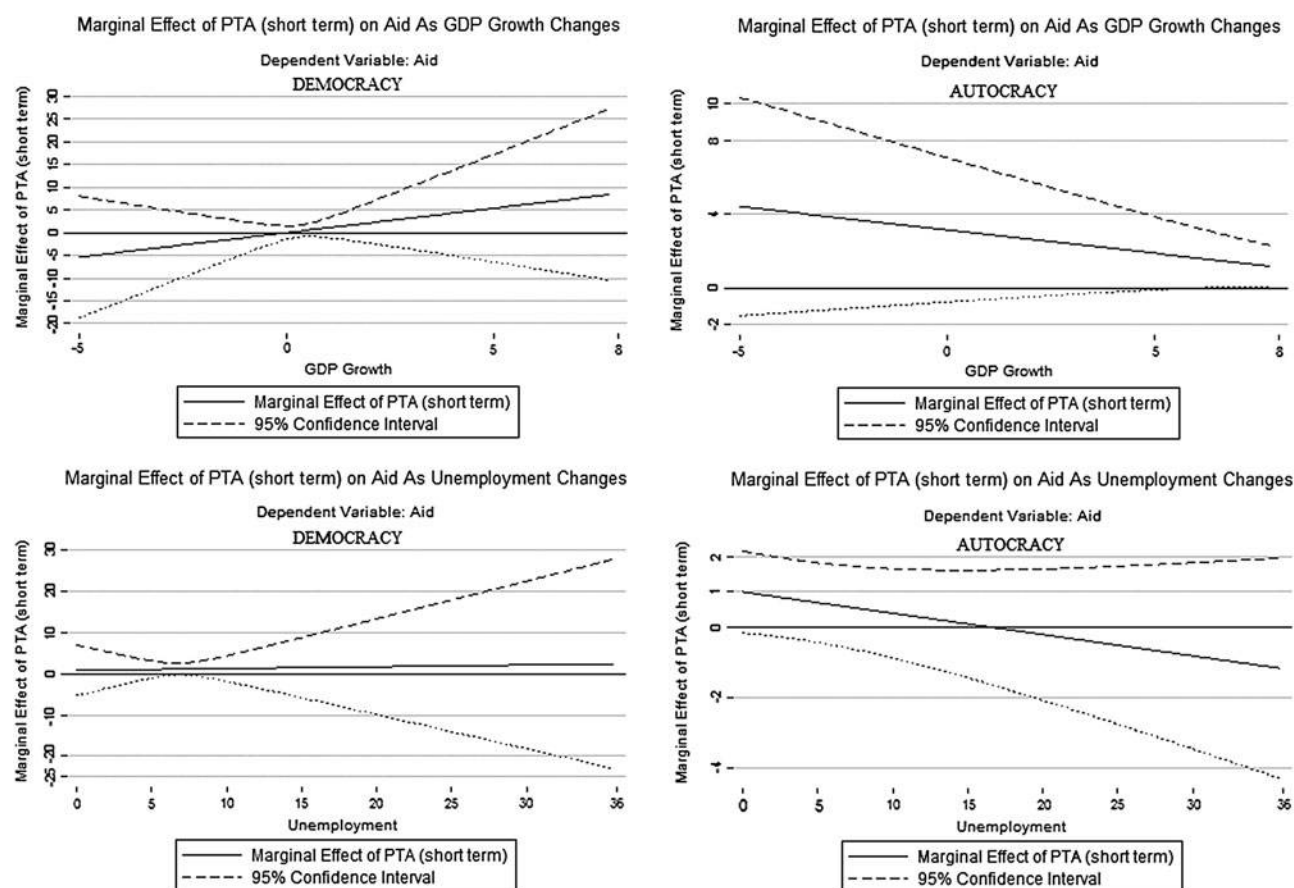 Marginal Effect of PTA (short term) on Aid As GDP Growth Changes
Dependent Variable: Aid
DEMOCRACY
Marginal Effect of PTA (short term)
30
25
20
15
10
5
0
-5
-10
-15
-20
-5
0
5
8
GDP Growth
Marginal Effect of PTA (short term)
95% Confidence Interval
Marginal Effect of PTA (short term) on Aid As GDP Growth Changes
Dependent Variable: Aid
AUTOCRACY
Marginal Effect of PTA (short term)
10
8
4
0
-2
-5
0
5
8
GDP Growth
Marginal Effect of PTA (short term)
95% Confidence Interval
Marginal Effect of PTA (short term) on Aid As Unemployment Changes
Dependent Variable: Aid
DEMOCRACY
Marginal Effect of PTA (short term)
30
20
10
0
-10
-20
-25
0
5
10
15
20
25
30
36
Unemployment
Marginal Effect of PTA (short term)
95% Confidence Interval
Marginal Effect of PTA (short term) on Aid As Unemployment Changes
Dependent Variable: Aid
AUTOCRACY
Marginal Effect of PTA (short term)
2
1
0
-2
-4
0
5
10
15
20
25
30
36
Unemployment
Marginal Effect of PTA (short term)
95% Confidence Interval